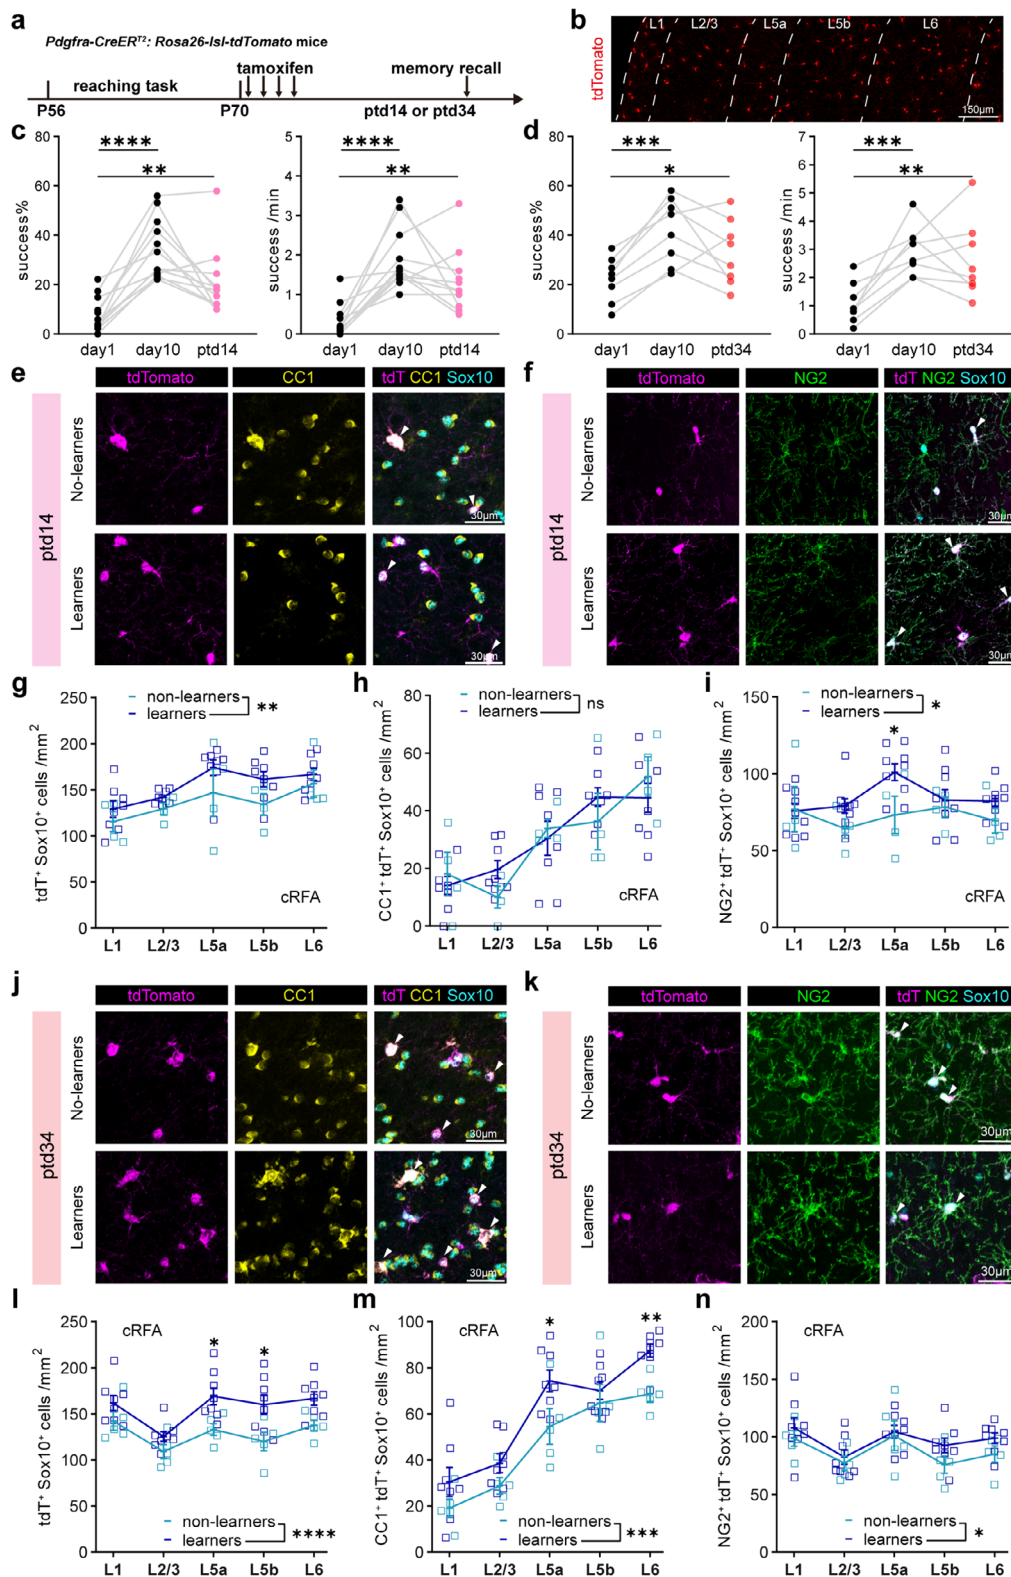 a
Pdgfra-CreERT2: Rosa26-lsl-tdTomato mice
reaching task
tamoxifen
memory recall
P56
P70
ptd14 or ptd34
b
tdTomato
L1
L2/3
L5a
L5b
L6
150µm
c
success%
80
60
40
20
0
****
**
day1
day10
ptd14
success /min
5
4
3
2
1
0
****
**
day1
day10
ptd14
d
success%
80
60
40
20
0
***
*
day1
day10
ptd34
success /min
7
6
5
4
3
2
1
0
***
**
day1
day10
ptd34
e
tdTomato
CC1
tdT CC1 Sox10
ptd14
No-learners
30µm
Learners
30µm
f
tdTomato
NG2
tdT NG2 Sox10
ptd14
No-learners
30µm
Learners
30µm
g
tdT+ Sox10+ cells /mm2
250
200
150
100
50
0
non-learners
learners
**
cRFA
L1
L2/3
L5a
L5b
L6
h
CC1+ tdT+ Sox10+ cells /mm2
80
60
40
20
0
non-learners
learners
ns
cRFA
L1
L2/3
L5a
L5b
L6
i
NG2+ tdT+ Sox10+ cells /mm2
150
100
50
0
non-learners
learners
*
*
cRFA
L1
L2/3
L5a
L5b
L6
j
tdTomato
CC1
tdT CC1 Sox10
ptd34
No-learners
30µm
Learners
30µm
k
tdTomato
NG2
tdT NG2 Sox10
ptd34
No-learners
30µm
Learners
30µm
l
tdT+ Sox10+ cells /mm2
250
200
150
100
50
0
cRFA
*
*
non-learners
learners
****
L1
L2/3
L5a
L5b
L6
m
CC1+ tdT+ Sox10+ cells /mm2
100
80
60
40
20
0
cRFA
*
**
non-learners
learners
***
L1
L2/3
L5a
L5b
L6
n
NG2+ tdT+ Sox10+ cells /mm2
200
150
100
50
0
cRFA
non-learners
learners
*
L1
L2/3
L5a
L5b
L6